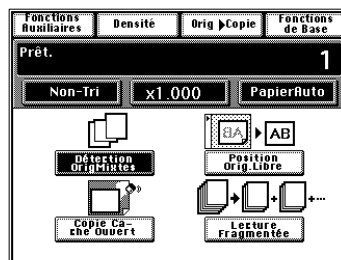 Fonctions Auxiliaires
Densité
Orig ▶Copie
Fonctions de Base
Prêt.
1
Non-Tri
x1.000
PapierAuto
AB
AB
Détection
OrigMixtes
Position
Orig.Libre
Copie Ca-
che Ouvert
Lecture
Fragmentée